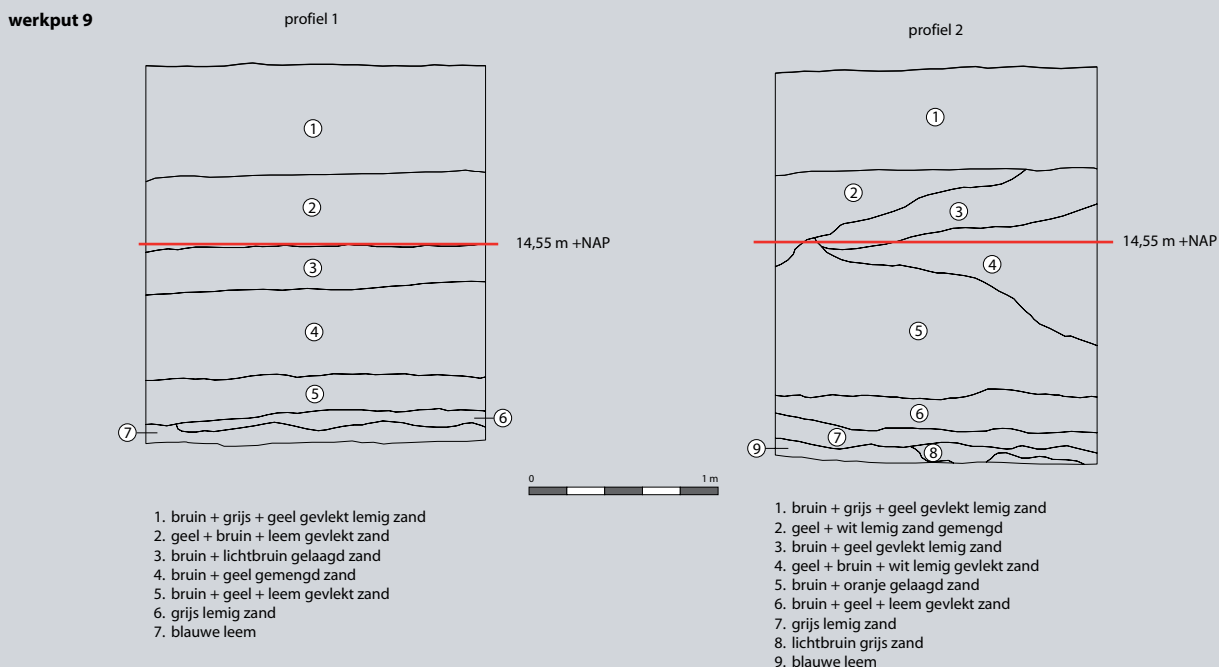 werkput 9
profiel 1
1
2
14,55 m +NAP
3
4
5
6
7
profiel 2
1
2
3
14,55 m +NAP
4
5
6
7
9
8
0 1 m
1. bruin + grijs + geel gevlekt lemig zand
2. geel + bruin + leem gevlekt zand
3. bruin + lichtbruin gelaagd zand
4. bruin + geel gemengd zand
5. bruin + geel + leem gevlekt zand
6. grijs lemig zand
7. blauwe leem
1. bruin + grijs + geel gevlekt lemig zand
2. geel + wit lemig zand gemengd
3. bruin + geel gevlekt lemig zand
4. geel + bruin + wit lemig gevlekt zand
5. bruin + oranje gelaagd zand
6. bruin + geel + leem gevlekt zand
7. grijs lemig zand
8. lichtbruin grijs zand
9. blauwe leem